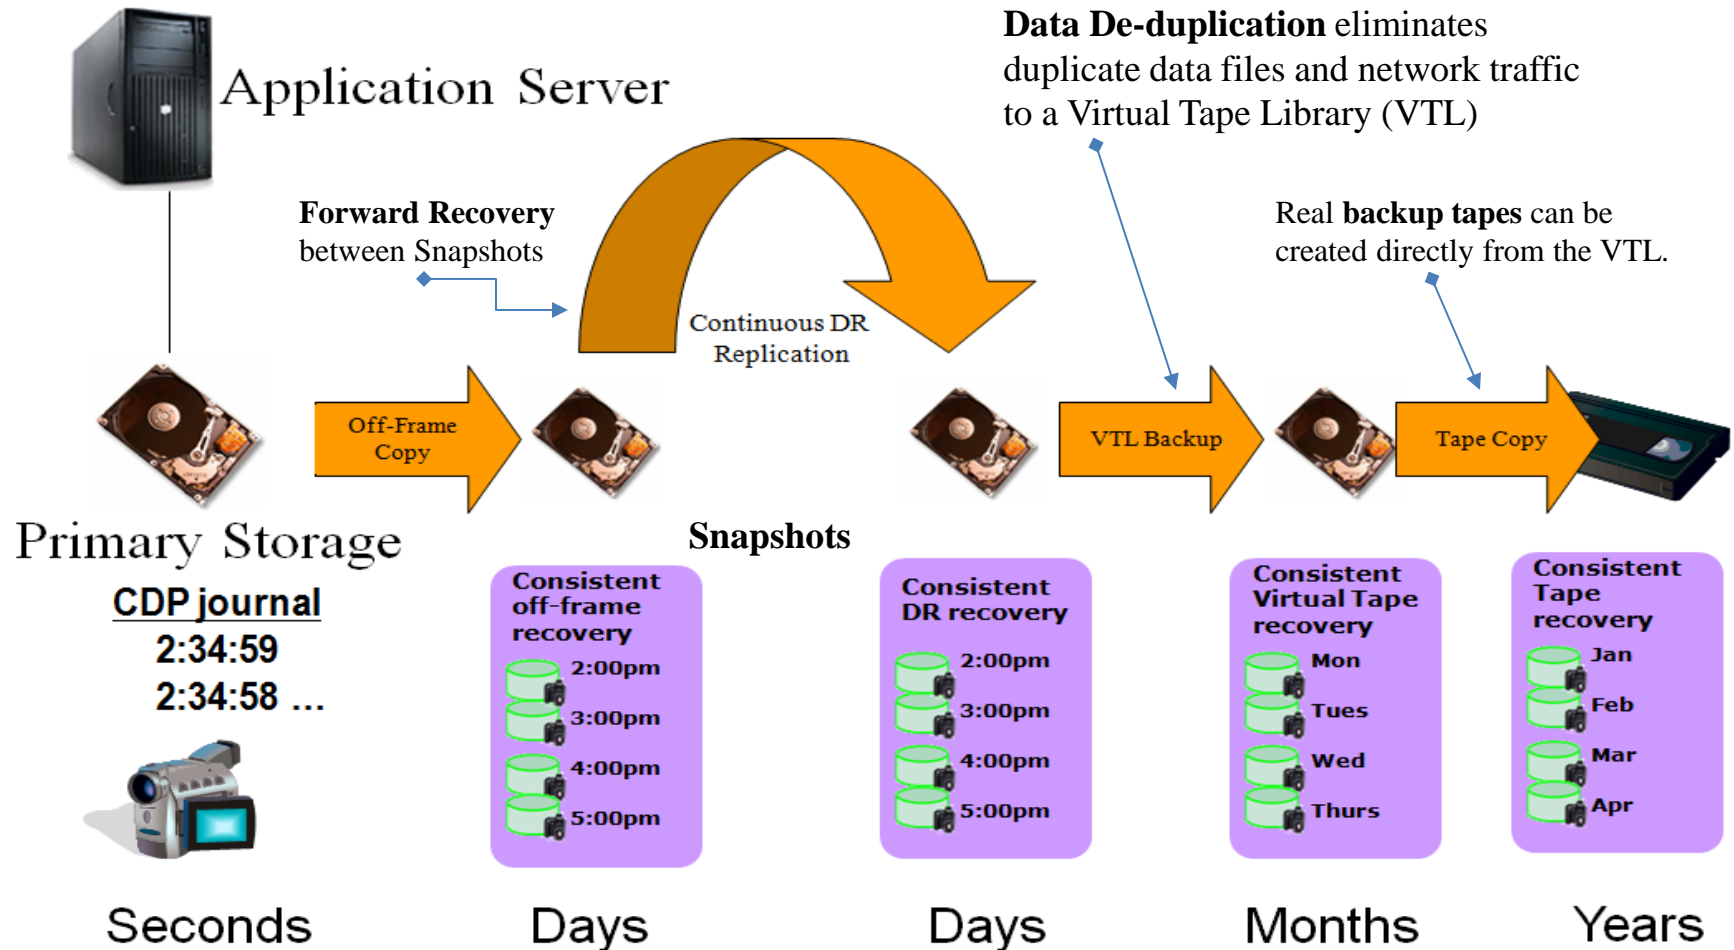 Application Server
Data De-duplication eliminates
duplicate data files and network traffic
to a Virtual Tape Library (VTL)
Forward Recovery
between Snapshots
Real backup tapes can be
created directly from the VTL.
Continuous DR
Replication
Off-Frame
Copy
VTL Backup
Tape Copy
Primary Storage
Snapshots
CDP journal
2:34:59
2:34:58 ...
Consistent
off-frame
recovery
2:00pm
3:00pm
4:00pm
5:00pm
Consistent
DR recovery
2:00pm
3:00pm
4:00pm
5:00pm
Consistent
Virtual Tape
recovery
Mon
Tues
Wed
Thurs
Consistent
Tape
recovery
Jan
Feb
Mar
Apr
Seconds
Days
Days
Months
Years